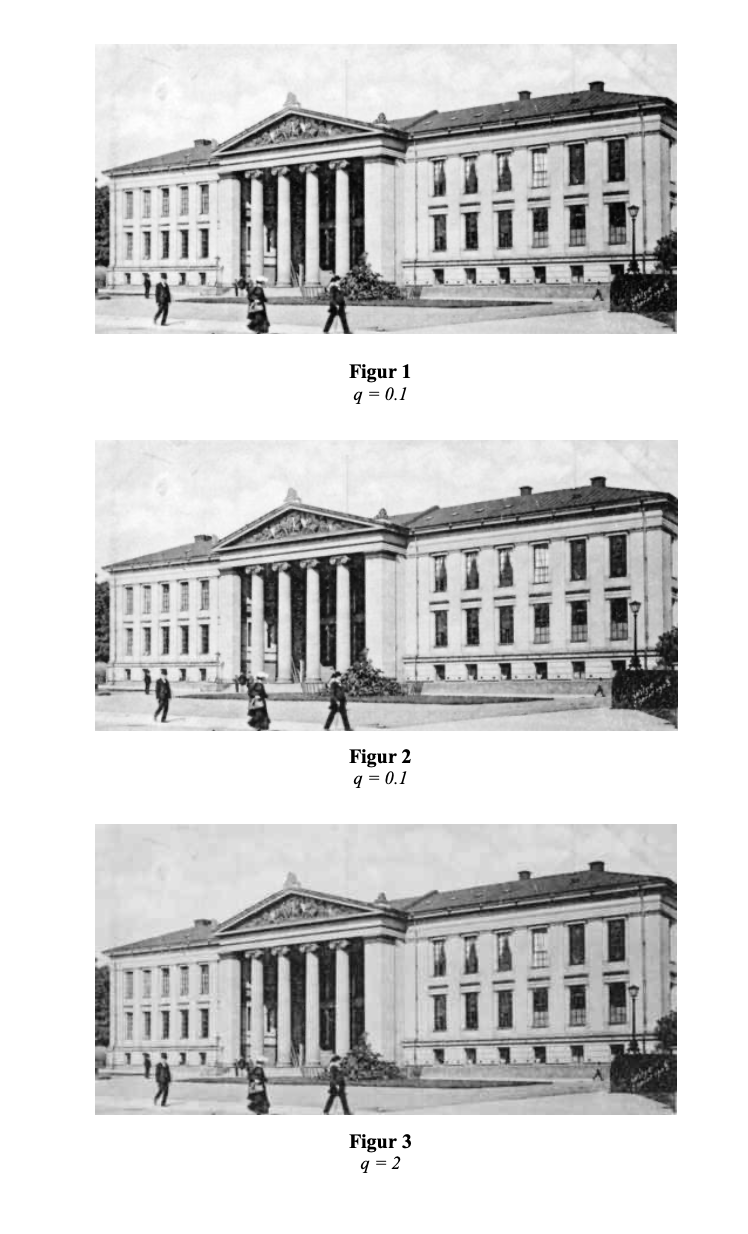 Figur 1
q = 0.1
Figur 2
q = 0.1
Figur 3
q = 2